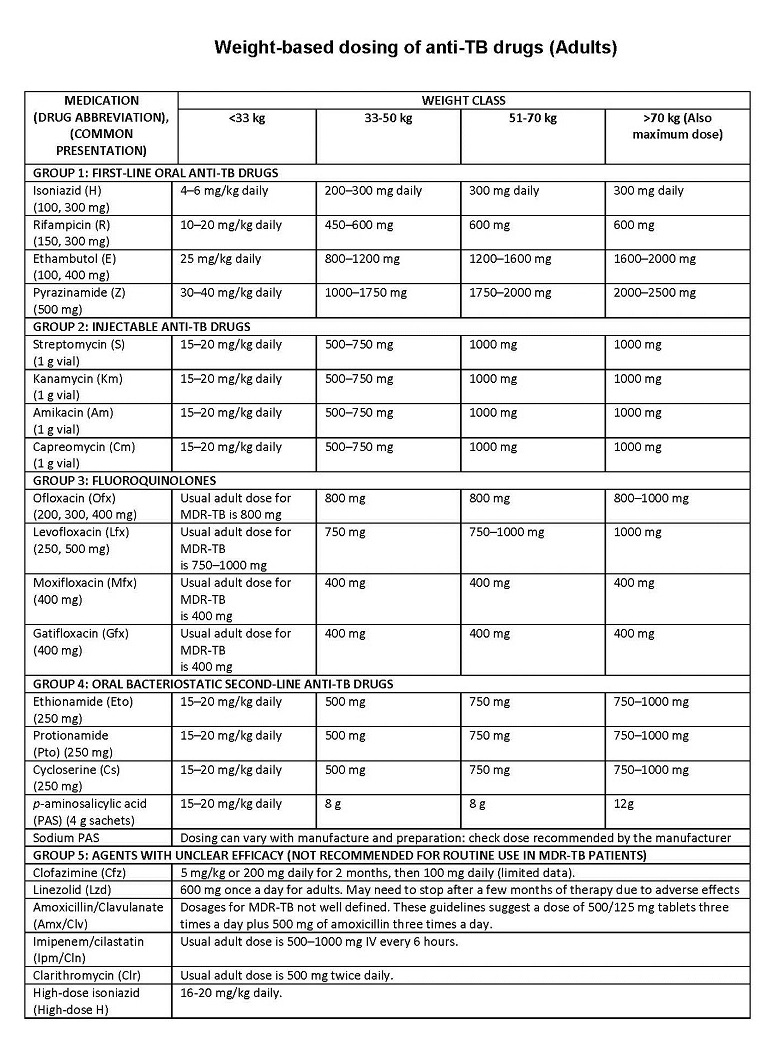 Weight-based dosing of anti-TB drugs (Adults)
MEDICATION
(DRUG ABBREVIATION),
(COMMON
PRESENTATION)
WEIGHT CLASS
<33 kg
33-50 kg
51-70 kg
>70 kg (Also
maximum dose)
GROUP 1: FIRST-LINE ORAL ANTI-TB DRUGS
Isoniazid (H)
(100, 300 mg)
4–6 mg/kg daily
200–300 mg daily
300 mg daily
300 mg daily
Rifampicin (R)
(150, 300 mg)
10–20 mg/kg daily
450–600 mg
600 mg
600 mg
Ethambutol (E)
(100, 400 mg)
25 mg/kg daily
800–1200 mg
1200–1600 mg
1600–2000 mg
Pyrazinamide (Z)
(500 mg)
30–40 mg/kg daily
1000–1750 mg
1750–2000 mg
2000–2500 mg
GROUP 2: INJECTABLE ANTI-TB DRUGS
Streptomycin (S)
(1 g vial)
15–20 mg/kg daily
500–750 mg
1000 mg
1000 mg
Kanamycin (Km)
(1 g vial)
15–20 mg/kg daily
500–750 mg
1000 mg
1000 mg
Amikacin (Am)
(1 g vial)
15–20 mg/kg daily
500–750 mg
1000 mg
1000 mg
Capreomycin (Cm)
(1 g vial)
15–20 mg/kg daily
500–750 mg
1000 mg
1000 mg
GROUP 3: FLUOROQUINOLONES
Ofloxacin (Ofx)
(200, 300, 400 mg)
Usual adult dose for
MDR-TB is 800 mg
800 mg
800 mg
800–1000 mg
Levofloxacin (Lfx)
(250, 500 mg)
Usual adult dose for
MDR-TB
is 750–1000 mg
750 mg
750–1000 mg
1000 mg
Moxifloxacin (Mfx)
(400 mg)
Usual adult dose for
MDR-TB
is 400 mg
400 mg
400 mg
400 mg
Gatifloxacin (Gfx)
(400 mg)
Usual adult dose for
MDR-TB
is 400 mg
400 mg
400 mg
400 mg
GROUP 4: ORAL BACTERIOSTATIC SECOND-LINE ANTI-TB DRUGS
Ethionamide (Eto)
(250 mg)
15–20 mg/kg daily
500 mg
750 mg
750–1000 mg
Protionamide
(Pto) (250 mg)
15–20 mg/kg daily
500 mg
750 mg
750–1000 mg
Cycloserine (Cs)
(250 mg)
15–20 mg/kg daily
500 mg
750 mg
750–1000 mg
p-aminosalicylic acid
(PAS) (4 g sachets)
15–20 mg/kg daily
8 g
8 g
12g
Sodium PAS
Dosing can vary with manufacture and preparation: check dose recommended by the manufacturer
GROUP 5: AGENTS WITH UNCLEAR EFFICACY (NOT RECOMMENDED FOR ROUTINE USE IN MDR-TB PATIENTS)
Clofazimine (Cfz)
5 mg/kg or 200 mg daily for 2 months, then 100 mg daily (limited data).
Linezolid (Lzd)
600 mg once a day for adults. May need to stop after a few months of therapy due to adverse effects
Amoxicillin/Clavulanate
(Amx/Clv)
Dosages for MDR-TB not well defined. These guidelines suggest a dose of 500/125 mg tablets three
times a day plus 500 mg of amoxicillin three times a day.
Imipenem/cilastatin
(Ipm/Cln)
Usual adult dose is 500–1000 mg IV every 6 hours.
Clarithromycin (Clr)
Usual adult dose is 500 mg twice daily.
High-dose isoniazid
(High-dose H)
16-20 mg/kg daily.